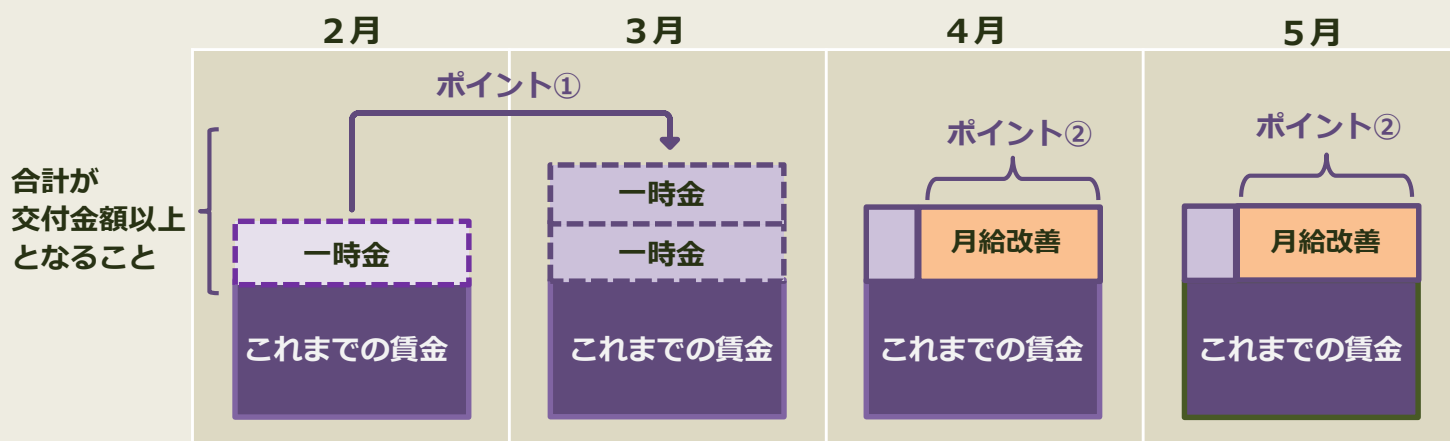 ２月
３月
４月
５月
ポイント①
ポイント②
ポイント②
合計が
交付金額以上
となること
一時金
一時金
一時金
月給改善
月給改善
これまでの賃金
これまでの賃金
これまでの賃金
これまでの賃金